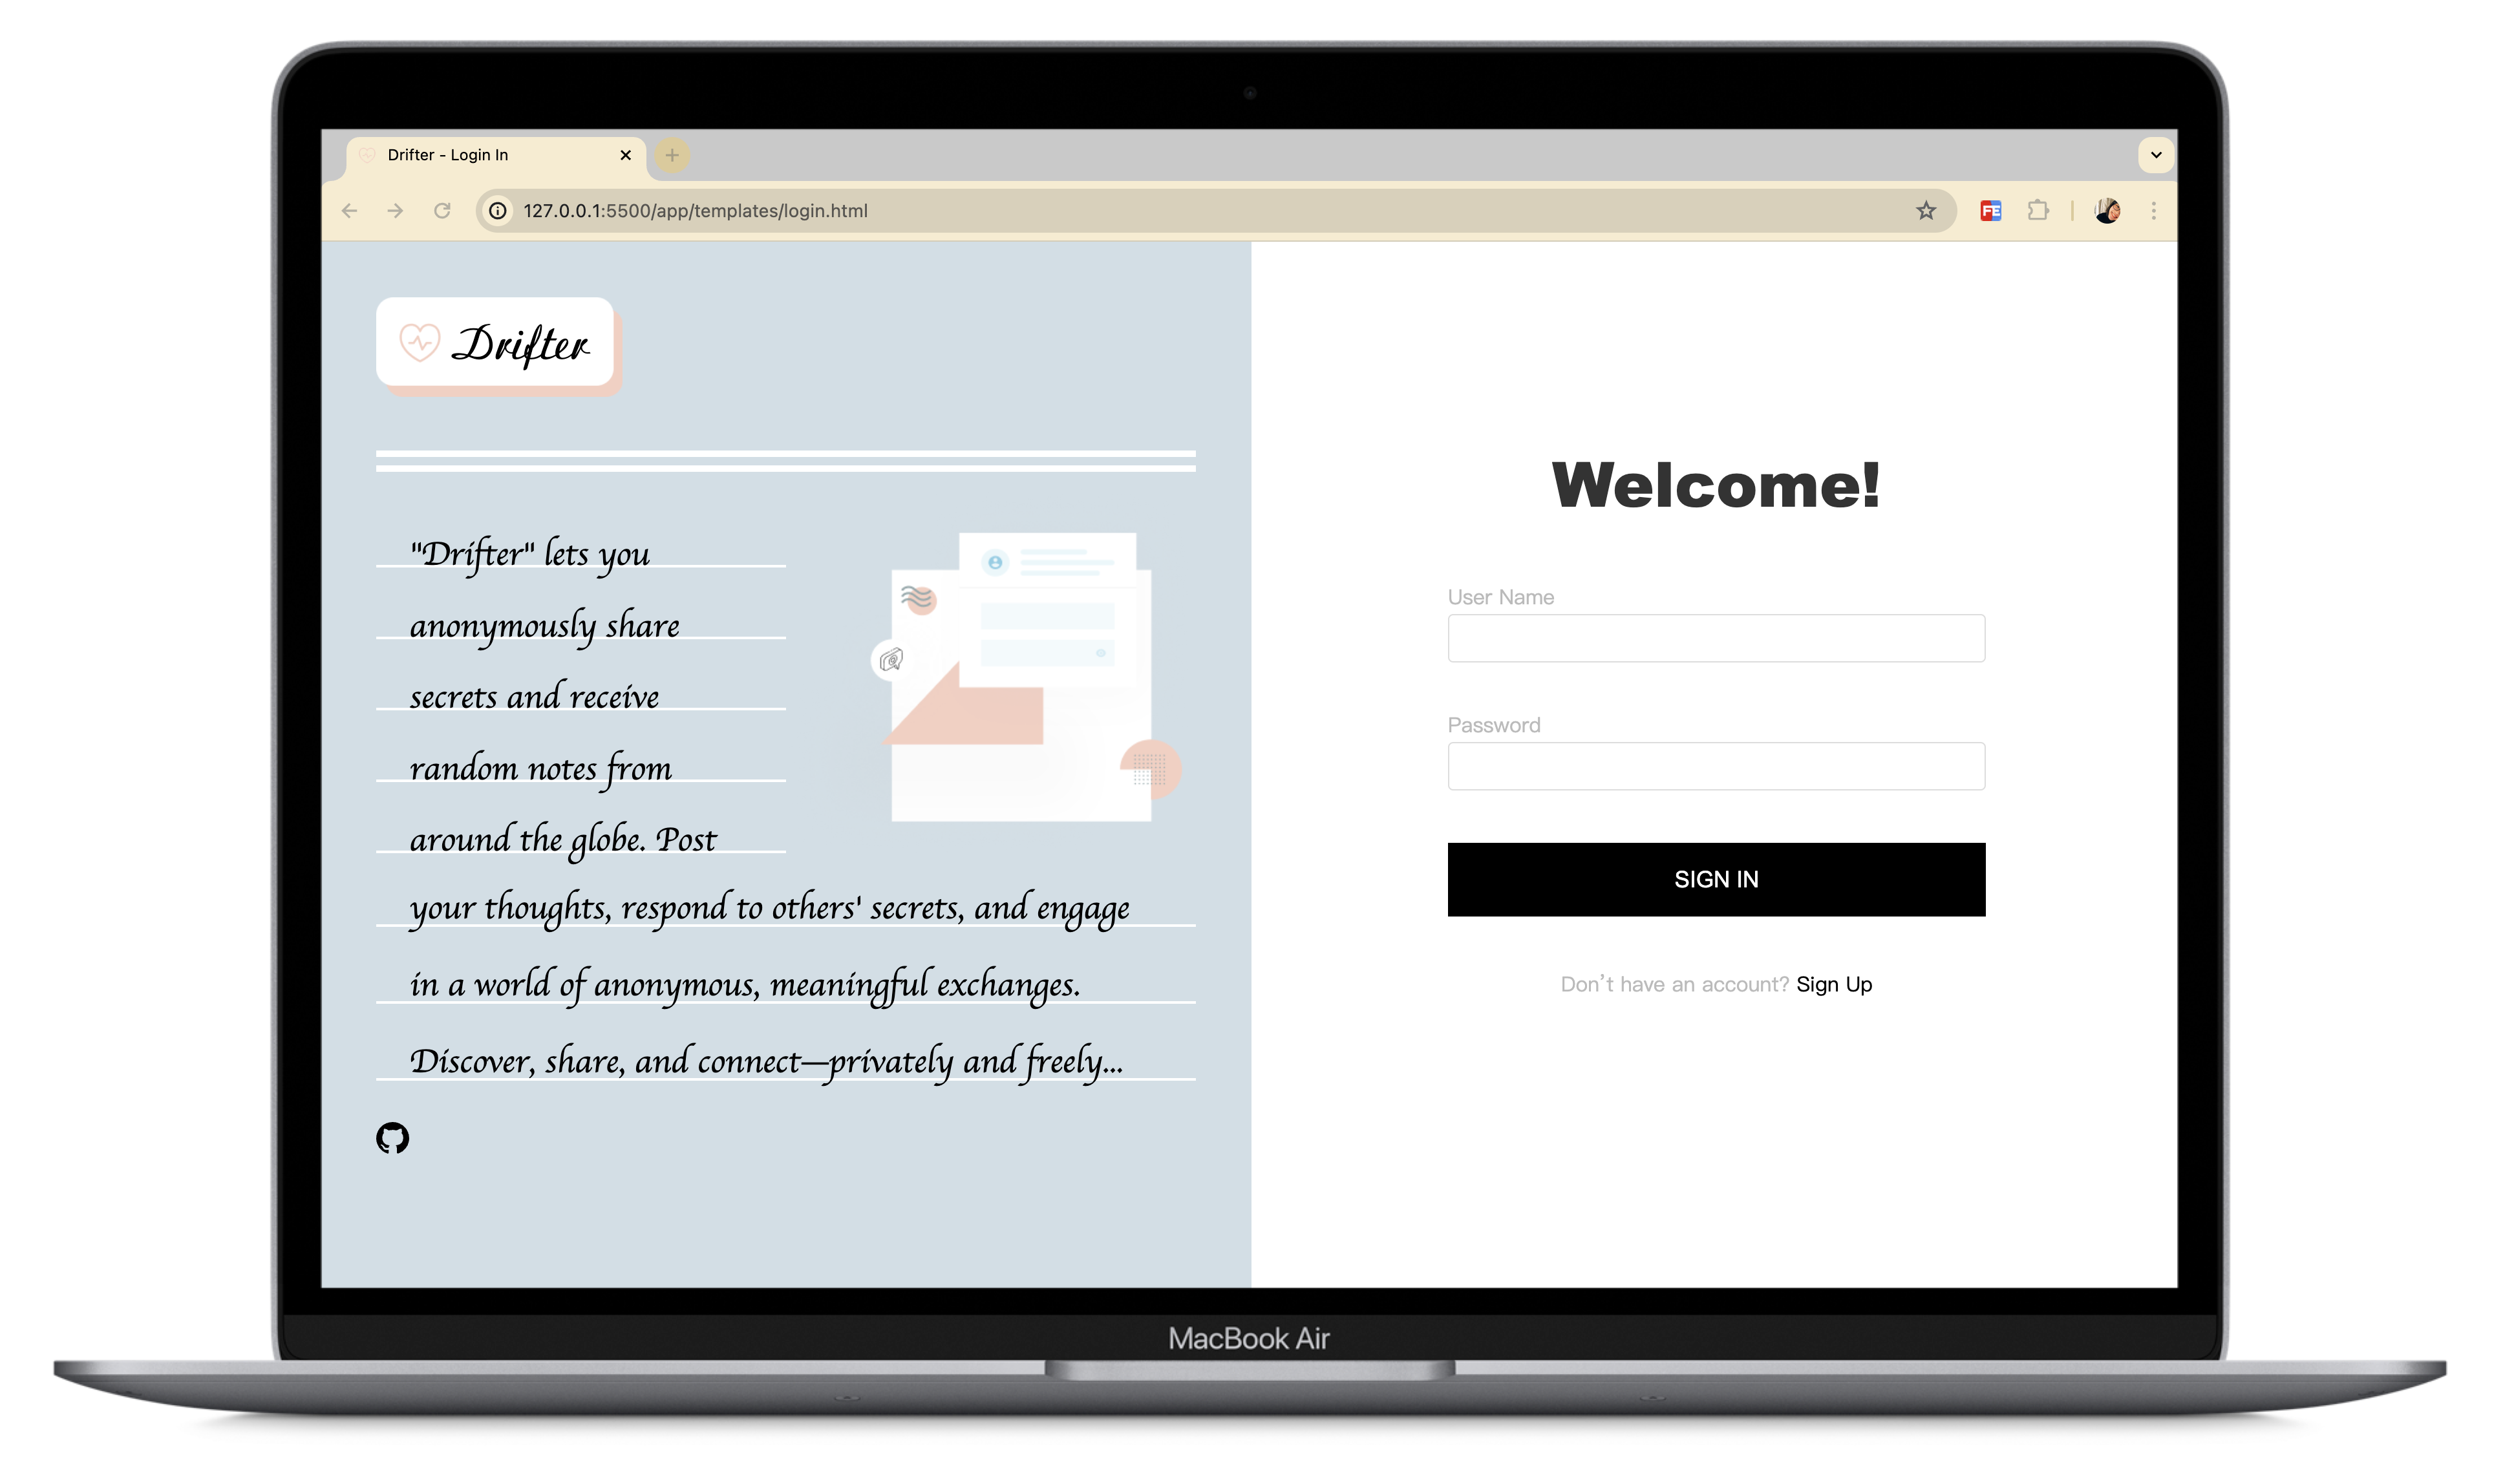 Drifter - Login In
127.0.0.1:5500/app/templates/login.html
FE
Drifter
"Drifter" lets you
anonymously share
secrets and receive
random notes from
around the globe. Post
your thoughts, respond to others' secrets, and engage
in a world of anonymous, meaningful exchanges.
Discover, share, and connect—privately and freely...
Welcome!
User Name
Password
SIGN IN
Don't have an account? Sign Up
MacBook Air